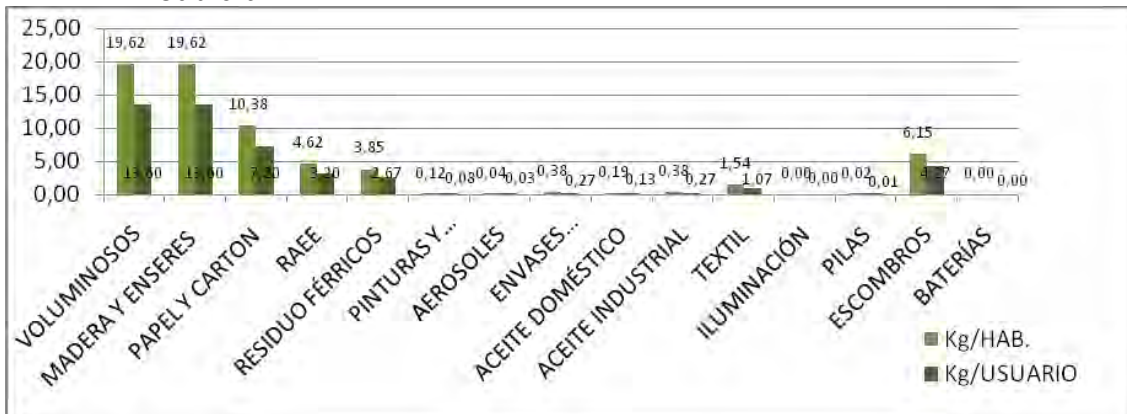 25,00
20,00
15,00
10,00
5,00
0,00
19,62
19,62
10,38
4,62
3,85
0,12
0,04
0,38
0,19
0,38
1,54
0,00
0,02
6,15
0,00
13,60
13,60
7,20
3,20
2,67
0,08
0,03
0,27
0,13
0,27
1,07
0,00
0,01
4,27
0,00
VOLUMINOSOS
MADERA Y ENSERES
PAPEL Y CARTON
RAEE
RESIDUO FÉRRICOS
PINTURAS Y...
AEROSOLES
ENVASES...
ACEITE DOMÉSTICO
ACEITE INDUSTRIAL
TEXTIL
ILUMINACIÓN
PILAS
ESCOMBROS
BATERÍAS
Kg/HAB.
Kg/USUARIO